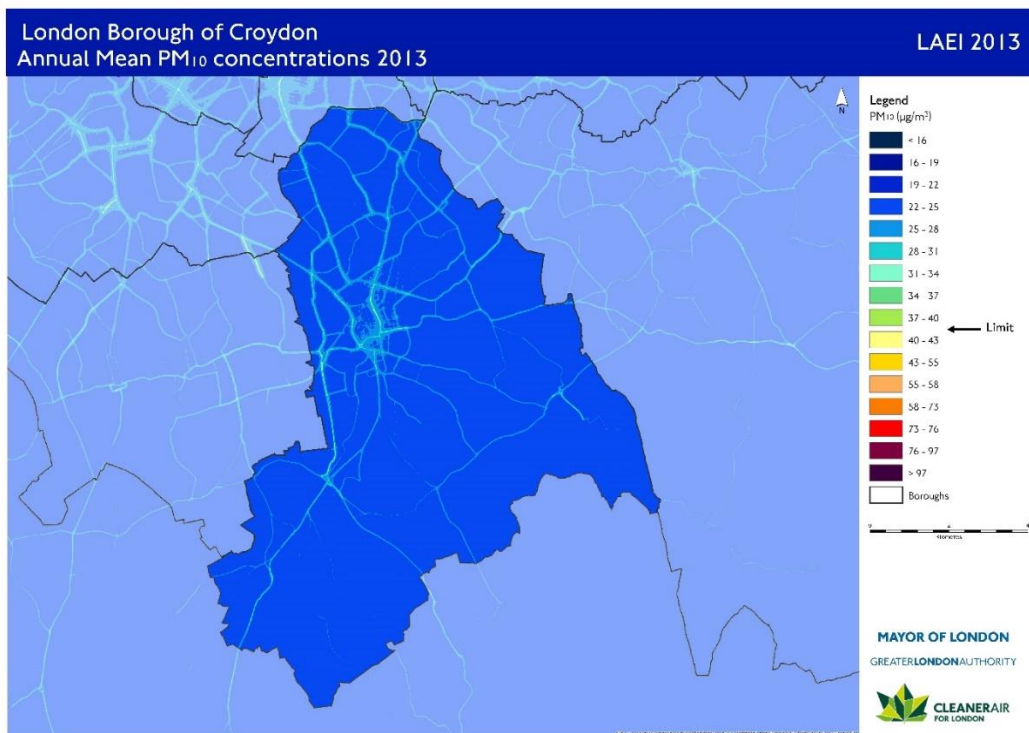 London Borough of Croydon
Annual Mean PM10 concentrations 2013
LAEI 2013
N
Legend
PM10 (µg/m³)
< 16
16 - 19
19 - 22
22 - 25
25 - 28
28 - 31
31 - 34
34 - 37
37 - 40
Limit
40 - 43
43 - 55
55 - 58
58 - 73
73 - 76
76 - 97
> 97
Boroughs
Kilometres
MAYOR OF LONDON
GREATERLONDONAUTHORITY
CLEANERAIR
FOR LONDON